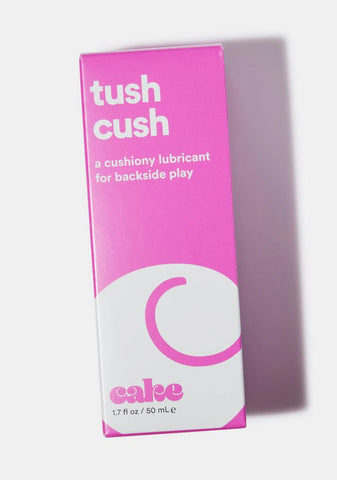 tush
cush
a cushiony lubricant
for backside play
cake
1.7 fl oz / 50 mL ℮